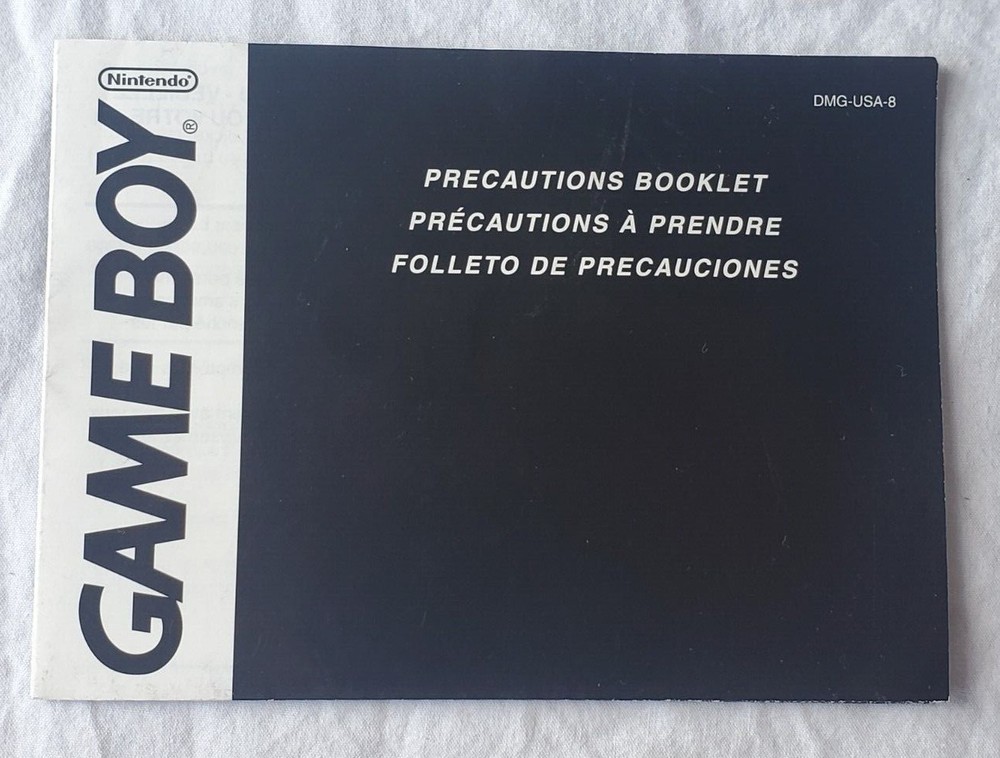 Nintendo®
GAME BOY®
DMG-USA-8
PRECAUTIONS BOOKLET
PRÉCAUTIONS À PRENDRE
FOLLETO DE PRECAUCIONES